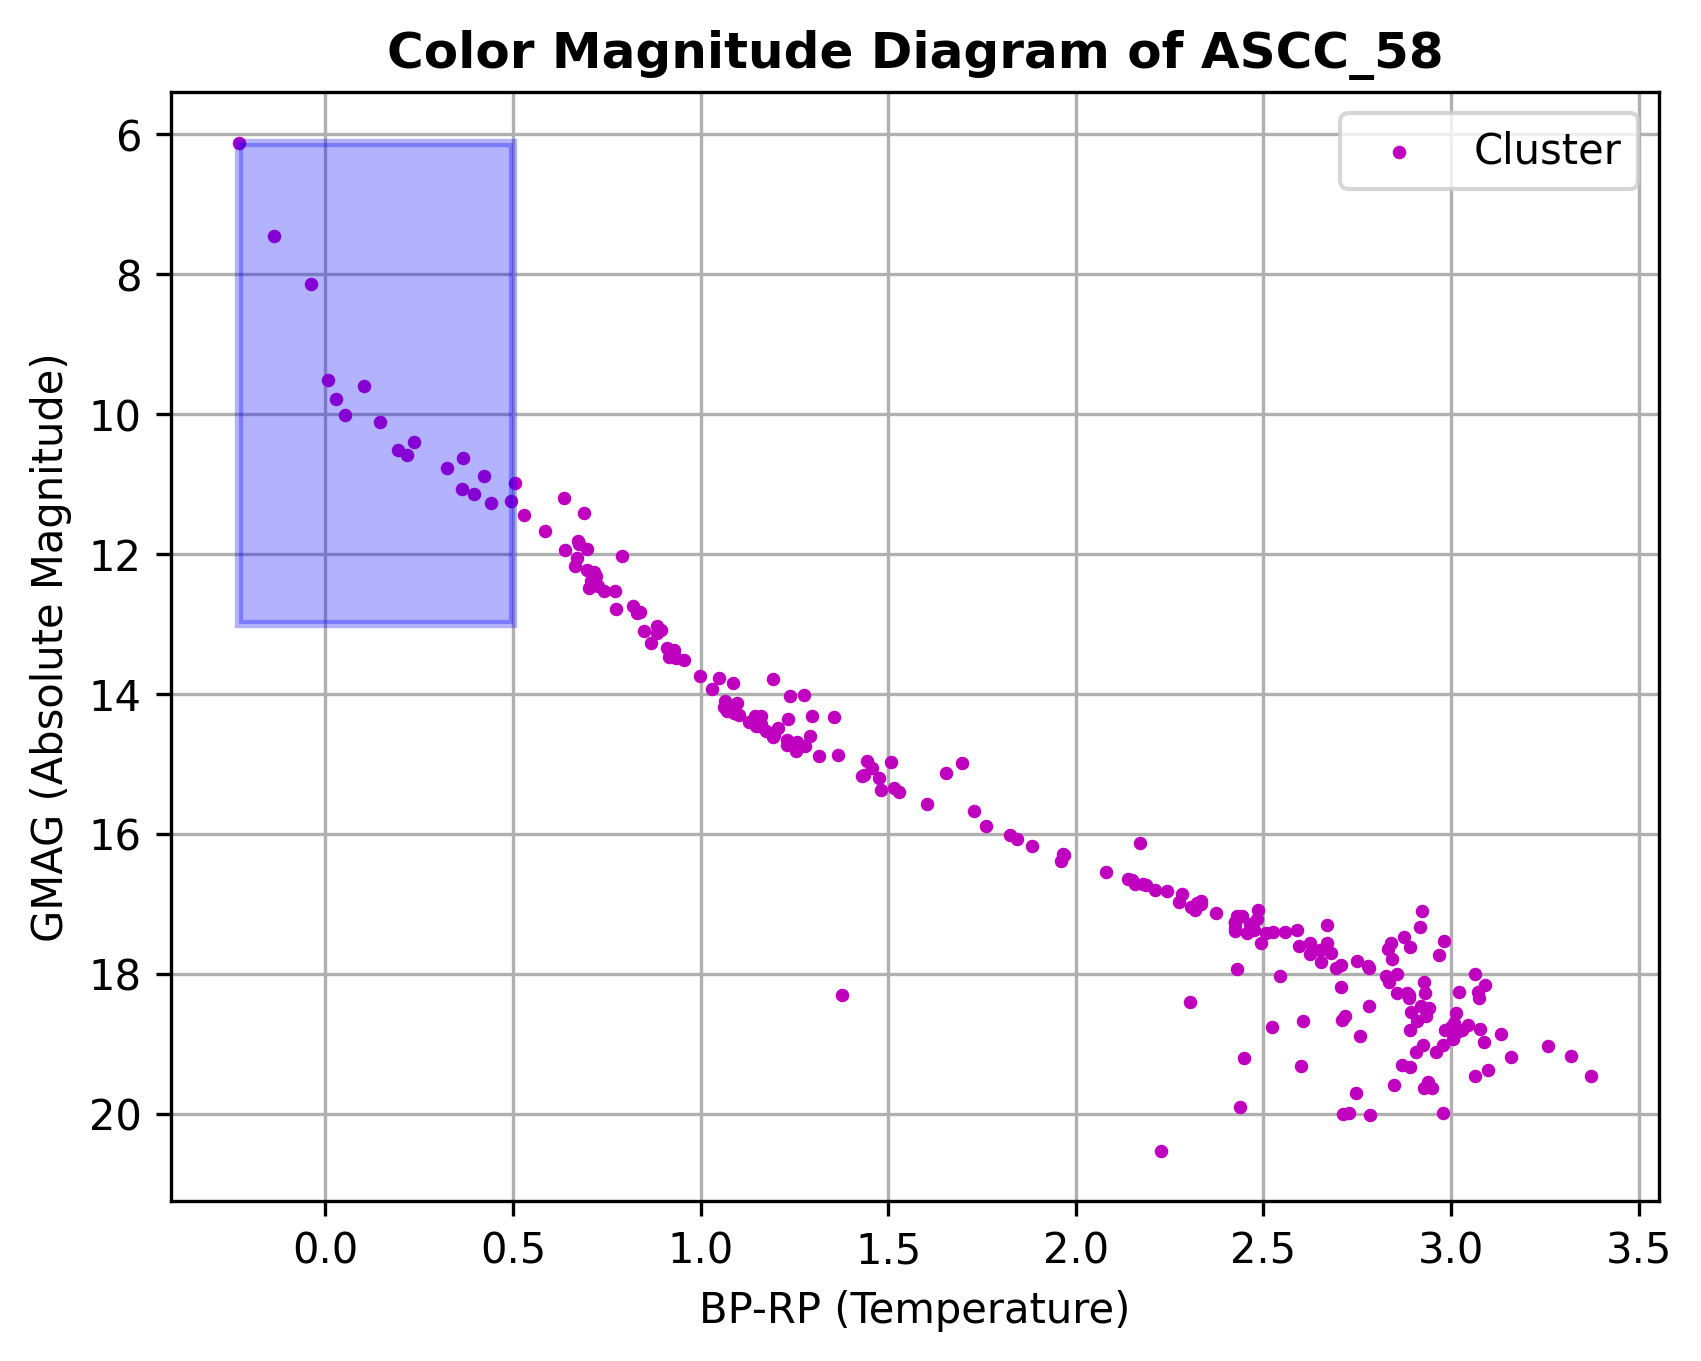 Color Magnitude Diagram of ASCC_58
Cluster
GMAG (Absolute Magnitude)
6
8
10
12
14
16
18
20
0.0 0.5 1.0 1.5 2.0 2.5 3.0 3.5
BP-RP (Temperature)